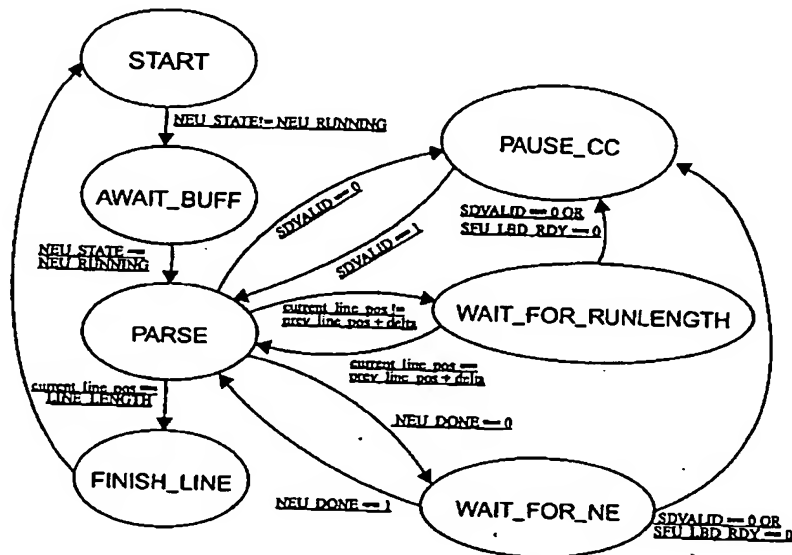 START
NEU_STATE!= NEU_RUNNING
PAUSE_CC
AWAIT_BUFF
SDVALID == 0
SDVALID == 1
SDVALID == 0 OR
SFU_LBD_RDY == 0
NEU_STATE ==
NEU_RUNNING
PARSE
current_line_pos !=
prev_line_pos + delta
WAIT_FOR_RUNLENGTH
current_line_pos ==
prev_line_pos + delta
current_line_pos ==
LINE_LENGTH
NEU_DONE == 0
FINISH_LINE
NEU_DONE == 1
WAIT_FOR_NE
SDVALID == 0 OR
SFU_LBD_RDY == 0